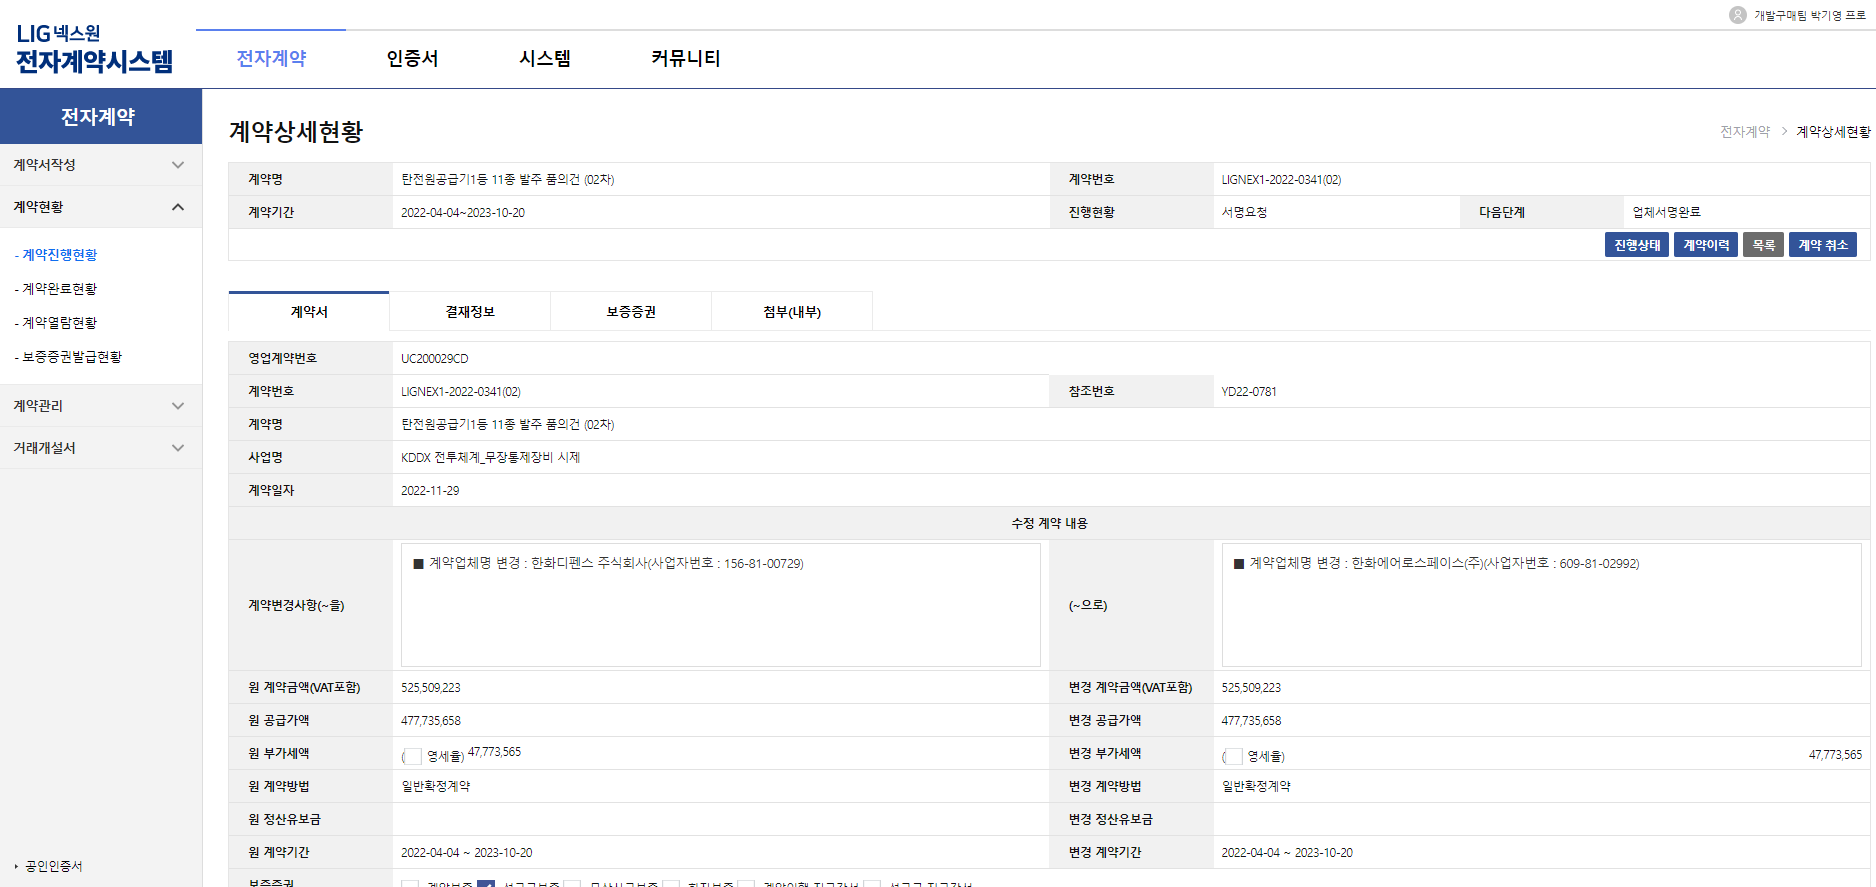 개발구매팀 박기영 프로
LIG 넥스원
전자계약시스템
전자계약 인증서 시스템 커뮤니티
전자계약
계약서작성
계약현황
- 계약진행현황
- 계약완료현황
- 계약열람현황
- 보증증권발급현황
계약관리
거래개설서
공인인증서
계약상세현황
전자계약 > 계약상세현황
계약명 탄전원공급기1등 11종 발주 품의건 (02차) 계약번호 LIGNEX1-2022-0341(02)
계약기간 2022-04-04~2023-10-20 진행현황 서명요청 다음단계 업체서명완료
진행상태 계약이력 목록 계약 취소
계약서 결재정보 보증증권 첨부(내부)
영업계약번호 UC200029CD
계약번호 LIGNEX1-2022-0341(02) 참조번호 YD22-0781
계약명 탄전원공급기1등 11종 발주 품의건 (02차)
사업명 KDDX 전투체계_무장통제장비 시제
계약일자 2022-11-29
수정 계약 내용
계약변경사항(~을) ■ 계약업체명 변경 : 한화디펜스 주식회사(사업자번호 : 156-81-00729) (~으로) ■ 계약업체명 변경 : 한화에어로스페이스(주)(사업자번호 : 609-81-02992)
원 계약금액(VAT포함) 525,509,223 변경 계약금액(VAT포함) 525,509,223
원 공급가액 477,735,658 변경 공급가액 477,735,658
원 부가세액 ( 영세율) 47,773,565 변경 부가세액 ( 영세율) 47,773,565
원 계약방법 일반확정계약 변경 계약방법 일반확정계약
원 정산유보금 변경 정산유보금
원 계약기간 2022-04-04 ~ 2023-10-20 변경 계약기간 2022-04-04 ~ 2023-10-20
보증증권